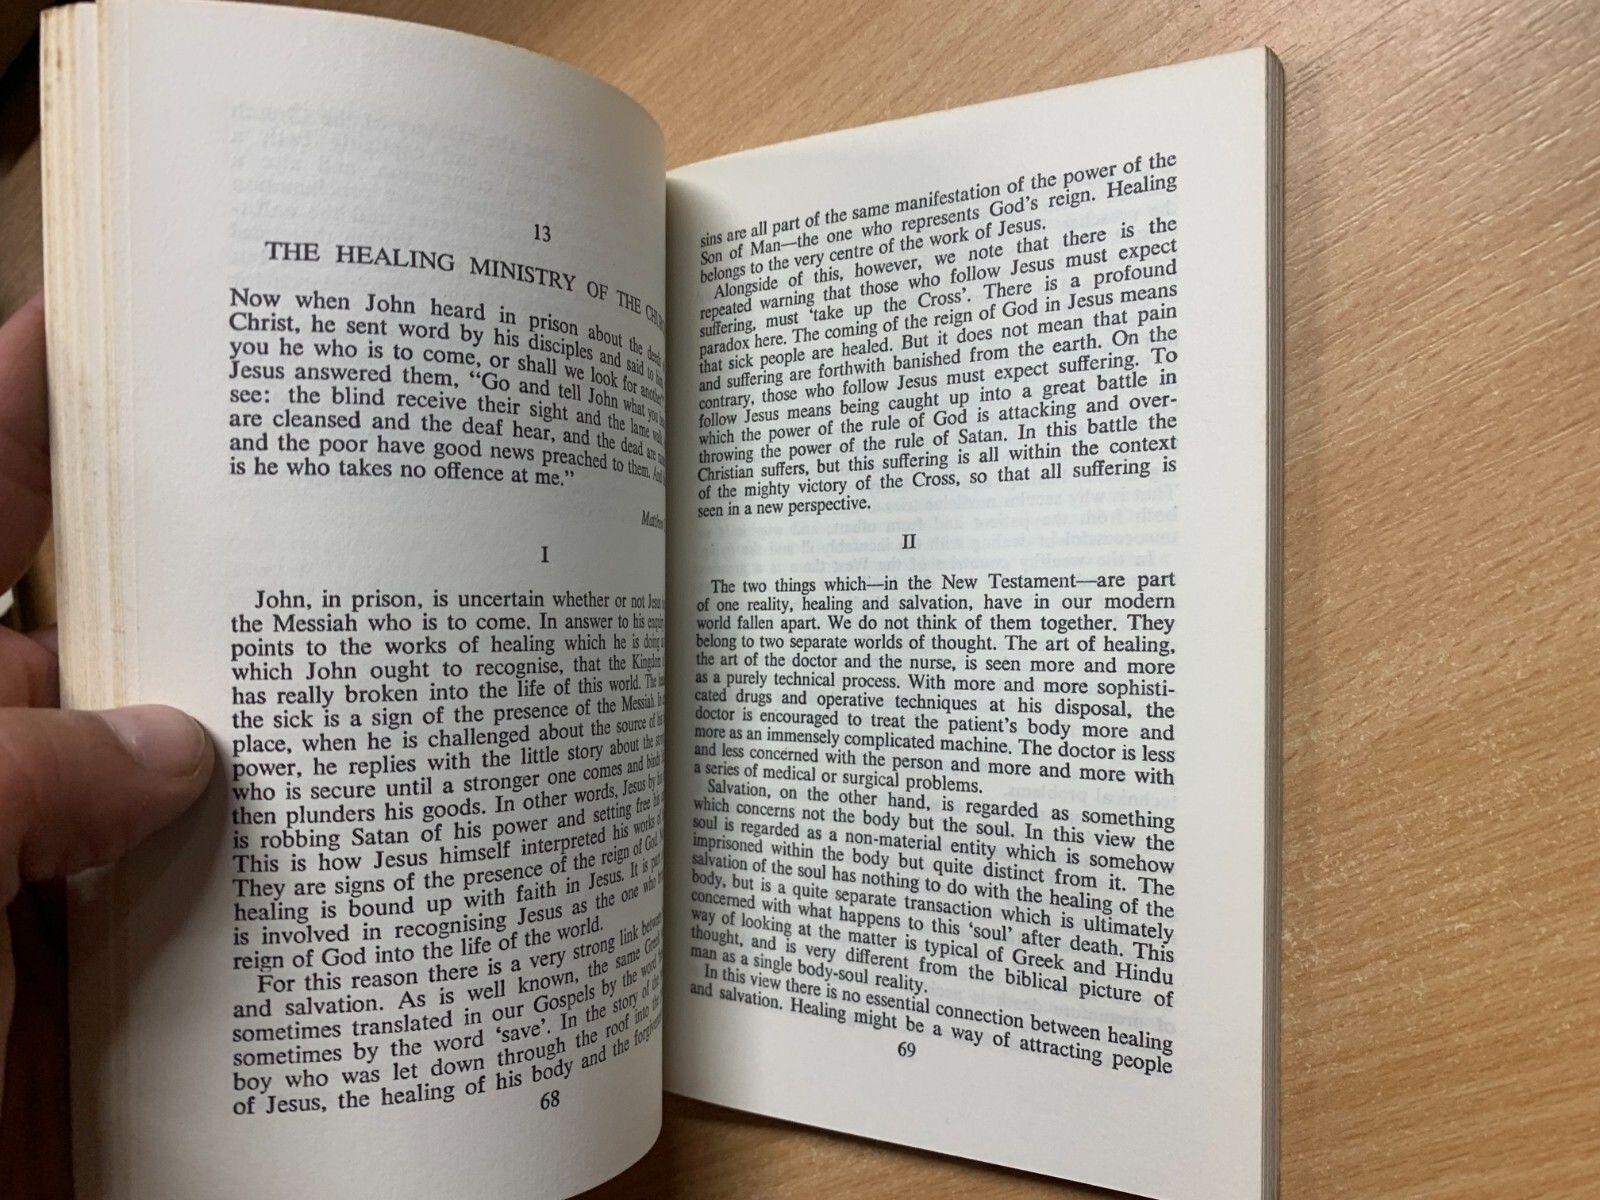 13
THE HEALING MINISTRY OF THE
Now when John heard in prison about the deeds
Christ, he sent word by his disciples and said to
you he who is to come, or shall we look for another
Jesus answered them, "Go and tell John what you
see: the blind receive their sight and the lame walk
are cleansed and the deaf hear, and the dead are
and the poor have good news preached to them. And
is he who takes no offence at me."
I
John, in prison, is uncertain whether or not Jesus
the Messiah who is to come. In answer to his enquiry
points to the works of healing which he is doing
which John ought to recognise, that the Kingdom
has really broken into the life of this world. The
the sick is a sign of the presence of the Messiah.
place, when he is challenged about the source of
power, he replies with the little story about the
who is secure until a stronger one comes and binds
then plunders his goods. In other words, Jesus by
is robbing Satan of his power and setting free his
This is how Jesus himself interpreted his works of
They are signs of the presence of the reign of God.
healing is bound up with faith in Jesus. It is
is involved in recognising Jesus as the one who
reign of God into the life of the world.
For this reason there is a very strong link between
and salvation. As is well known, the same Greek
sometimes translated in our Gospels by the word
sometimes by the word 'save'. In the story of the
boy who was let down through the roof into the
of Jesus, the healing of his body and the
68
sins are all part of the same manifestation of the power of the
Son of Man—the one who represents God's reign. Healing
belongs to the very centre of the work of Jesus.
Alongside of this, however, we note that there is the
repeated warning that those who follow Jesus must expect
suffering, must 'take up the Cross'. There is a profound
paradox here. The coming of the reign of God in Jesus means
that sick people are healed. But it does not mean that pain
and suffering are forthwith banished from the earth. On the
contrary, those who follow Jesus must expect suffering. To
follow Jesus means being caught up into a great battle in
which the power of the rule of God is attacking and over-
throwing the power of the rule of Satan. In this battle the
Christian suffers, but this suffering is all within the context
of the mighty victory of the Cross, so that all suffering is
seen in a new perspective.
II
The two things which—in the New Testament—are part
of one reality, healing and salvation, have in our modern
world fallen apart. We do not think of them together. They
belong to two separate worlds of thought. The art of healing,
the art of the doctor and the nurse, is seen more and more
as a purely technical process. With more and more sophisti-
cated drugs and operative techniques at his disposal, the
doctor is encouraged to treat the patient's body more and
more as an immensely complicated machine. The doctor is less
and less concerned with the person and more and more with
a series of medical or surgical problems.
Salvation, on the other hand, is regarded as something
which concerns not the body but the soul. In this view the
soul is regarded as a non-material entity which is somehow
imprisoned within the body but quite distinct from it. The
salvation of the soul has nothing to do with the healing of the
body, but is a quite separate transaction which is ultimately
concerned with what happens to this 'soul' after death. This
way of looking at the matter is typical of Greek and Hindu
thought, and is very different from the biblical picture of
man as a single body-soul reality.
In this view there is no essential connection between healing
and salvation. Healing might be a way of attracting people
69